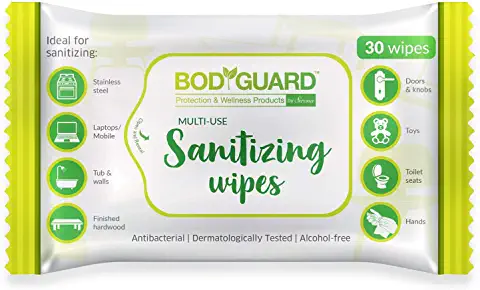 Ideal for
sanitizing:
30 wipes
BODYGUARD™
Protection & Wellness Products
MULTI-USE
Sanitizing
wipes
Stainless
steel
Laptops/
Mobile
Tub &
walls
Finished
hardwood
Doors
& knobs
Toys
Toilet
seats
Hands
Antibacterial | Dermatologically Tested | Alcohol-free